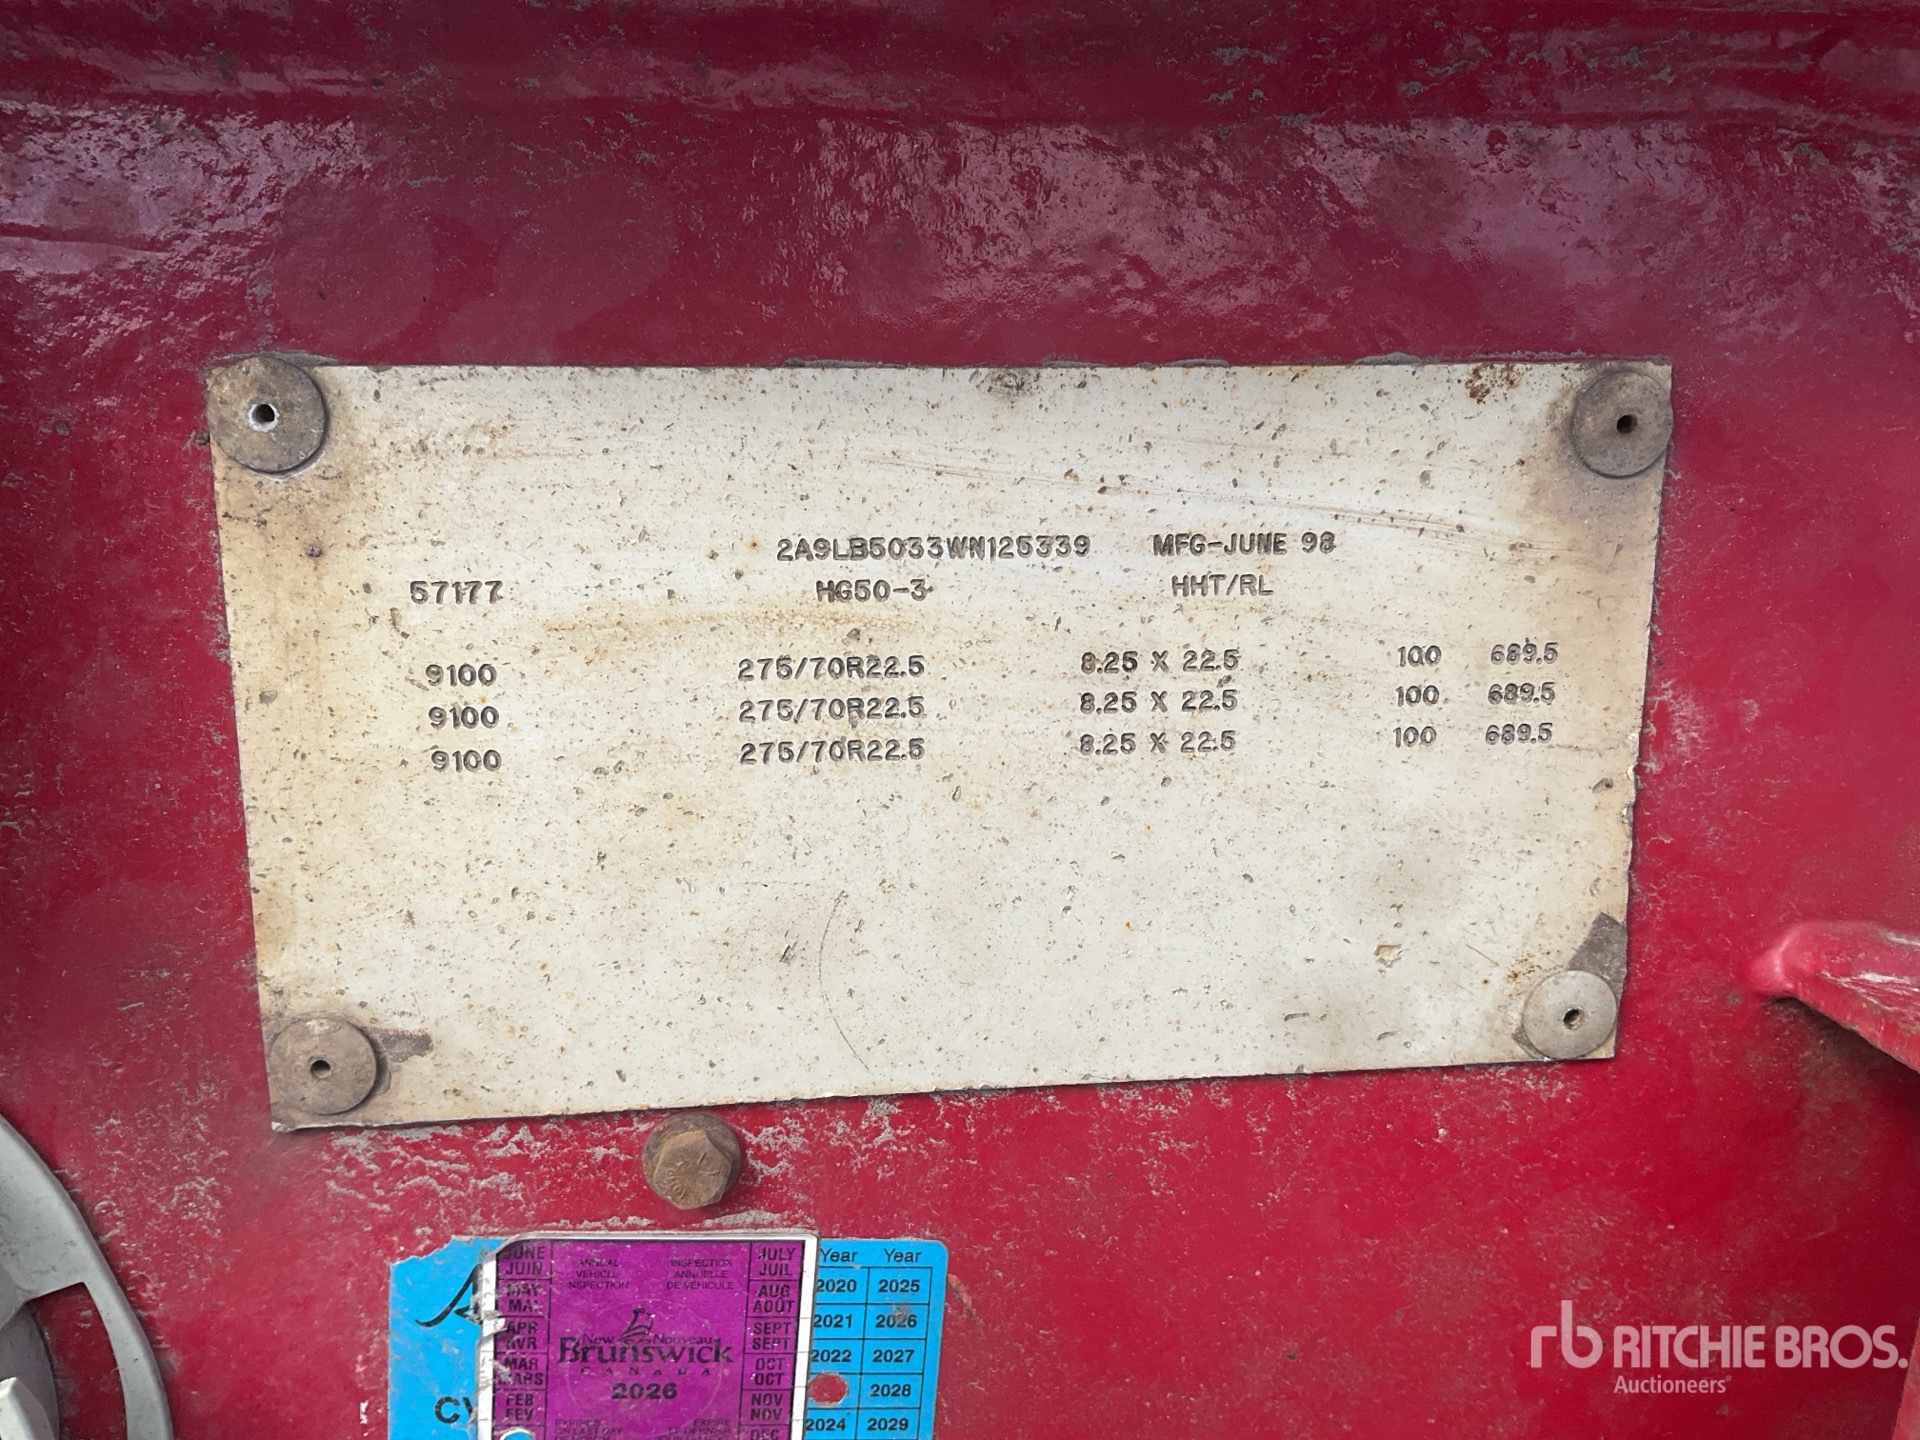 2A9LB5033WN125339 MFG-JUNE 98
57177 HG50-3 HHT/RL
9100 275/70R22.5 8.25 X 22.5 100 689.5
9100 275/70R22.5 8.25 X 22.5 100 689.5
9100 275/70R22.5 8.25 X 22.5 100 689.5
JUNE
JUIN
MAY
MAI
APR
AVR
MAR
MARS
FEB
FEV
ANNUAL
VEHICLE
INSPECTION
INSPECTION
ANNUELLE
DE VÉHICULE
New Nouveau
Brunswick
CANADA
2026
JULY
JUIL
AUG
AOÛT
SEPT
SEPT
OCT
OCT
NOV
NOV
DEC
Year Year
2020 2025
2021 2026
2022 2027
2028
2024 2029
CV
rb RITCHIE BROS.
Auctioneers